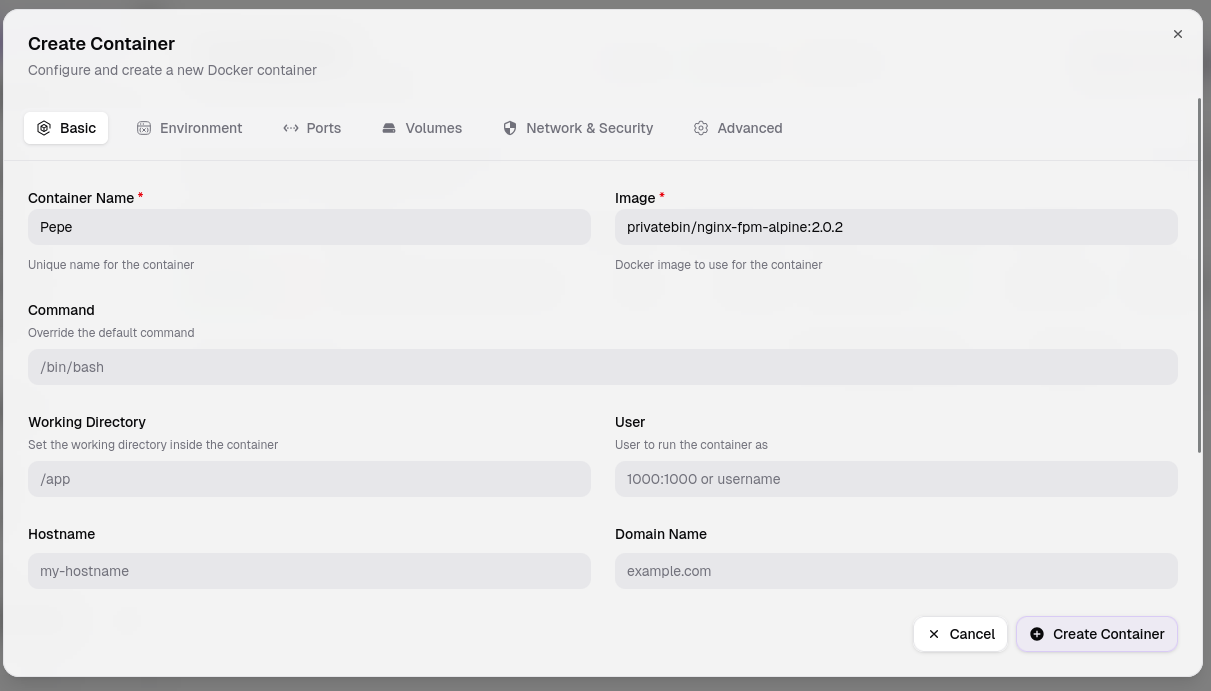 Create Container
Configure and create a new Docker container
Basic Environment Ports Volumes Network & Security Advanced
Container Name * Image *
Pepe privatebin/nginx-fpm-alpine:2.0.2
Unique name for the container Docker image to use for the container
Command
Override the default command
/bin/bash
Working Directory User
Set the working directory inside the container User to run the container as
/app 1000:1000 or username
Hostname Domain Name
my-hostname example.com
Cancel Create Container